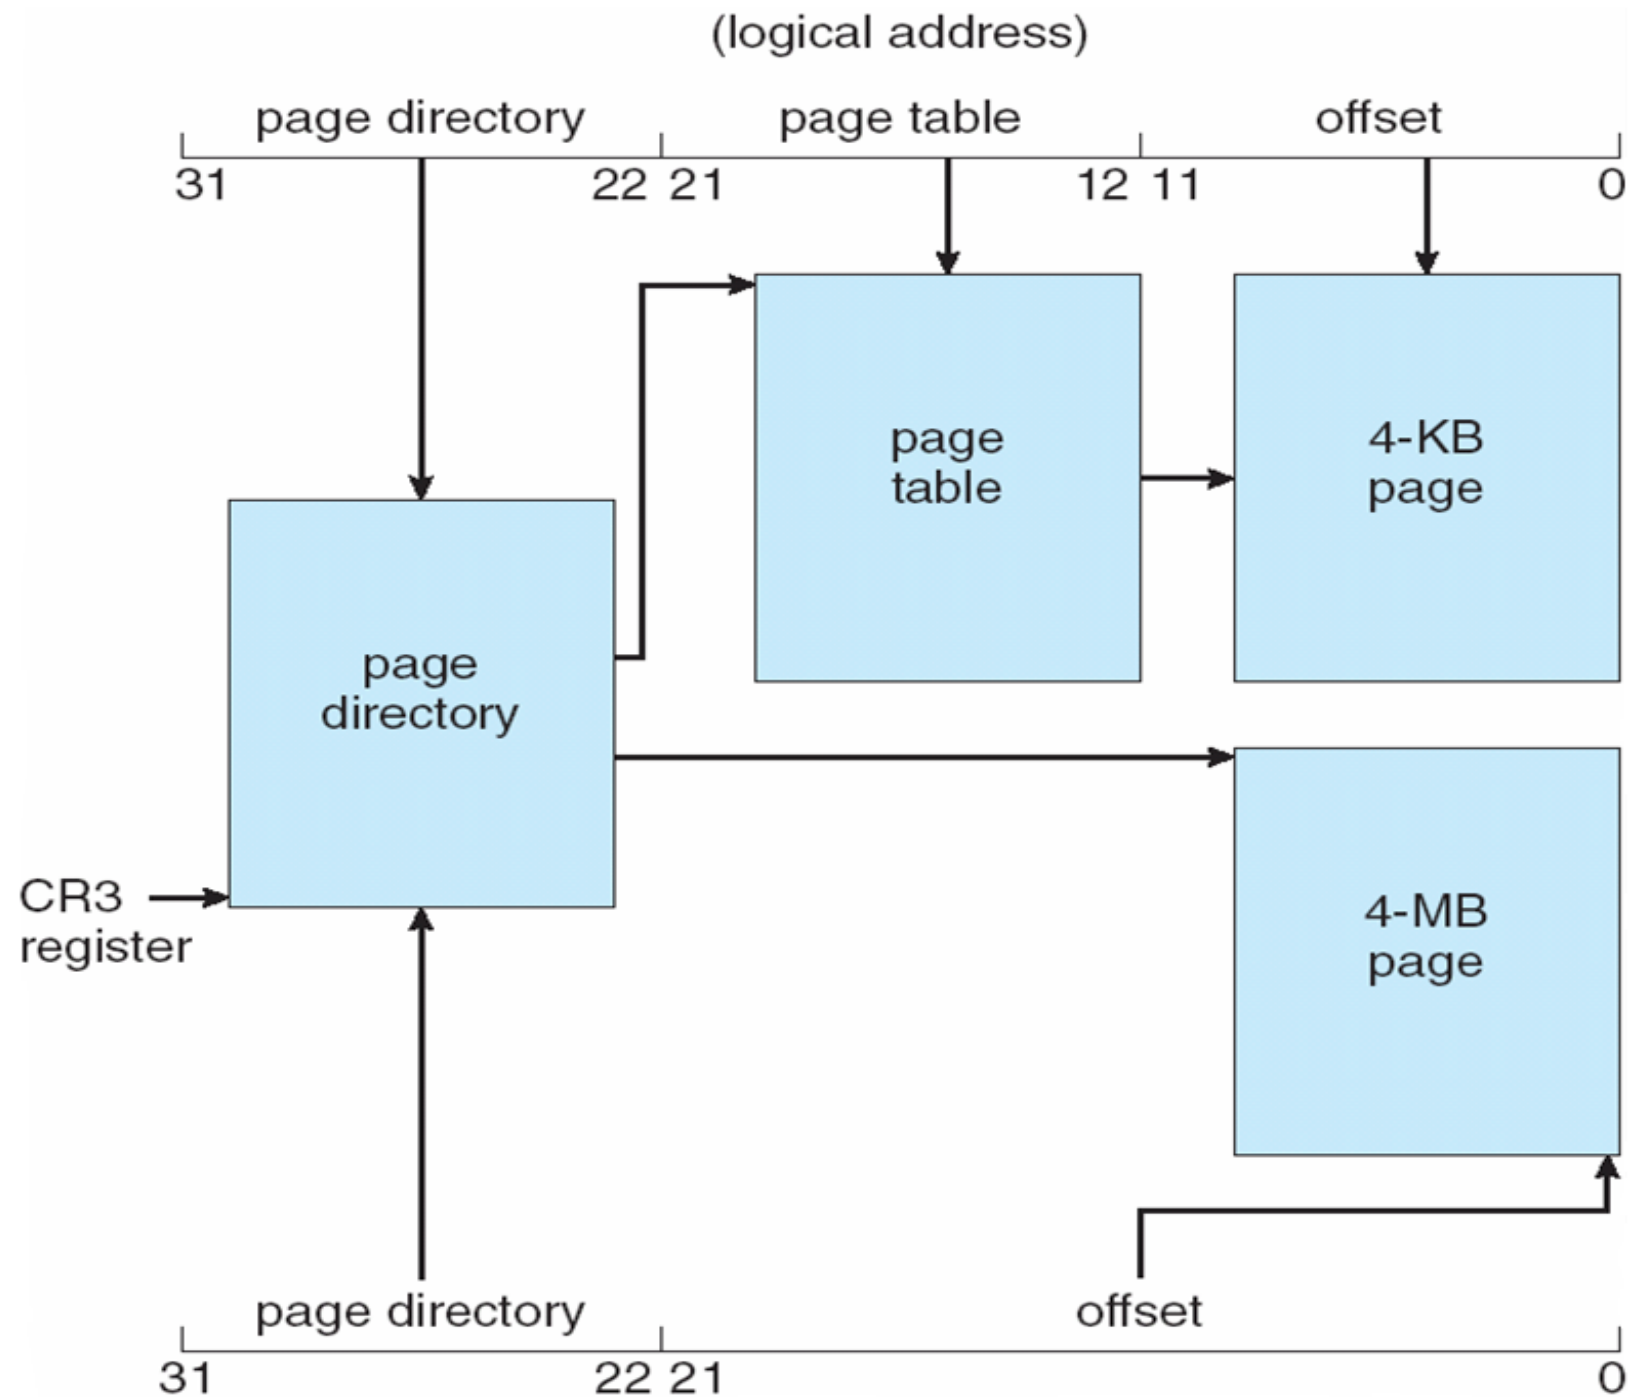 (logical address)
page directory
page table
offset
31
22
21
12
11
0
page
table
4-KB
page
page
directory
CR3
register
4-MB
page
page directory
offset
31
22
21
0